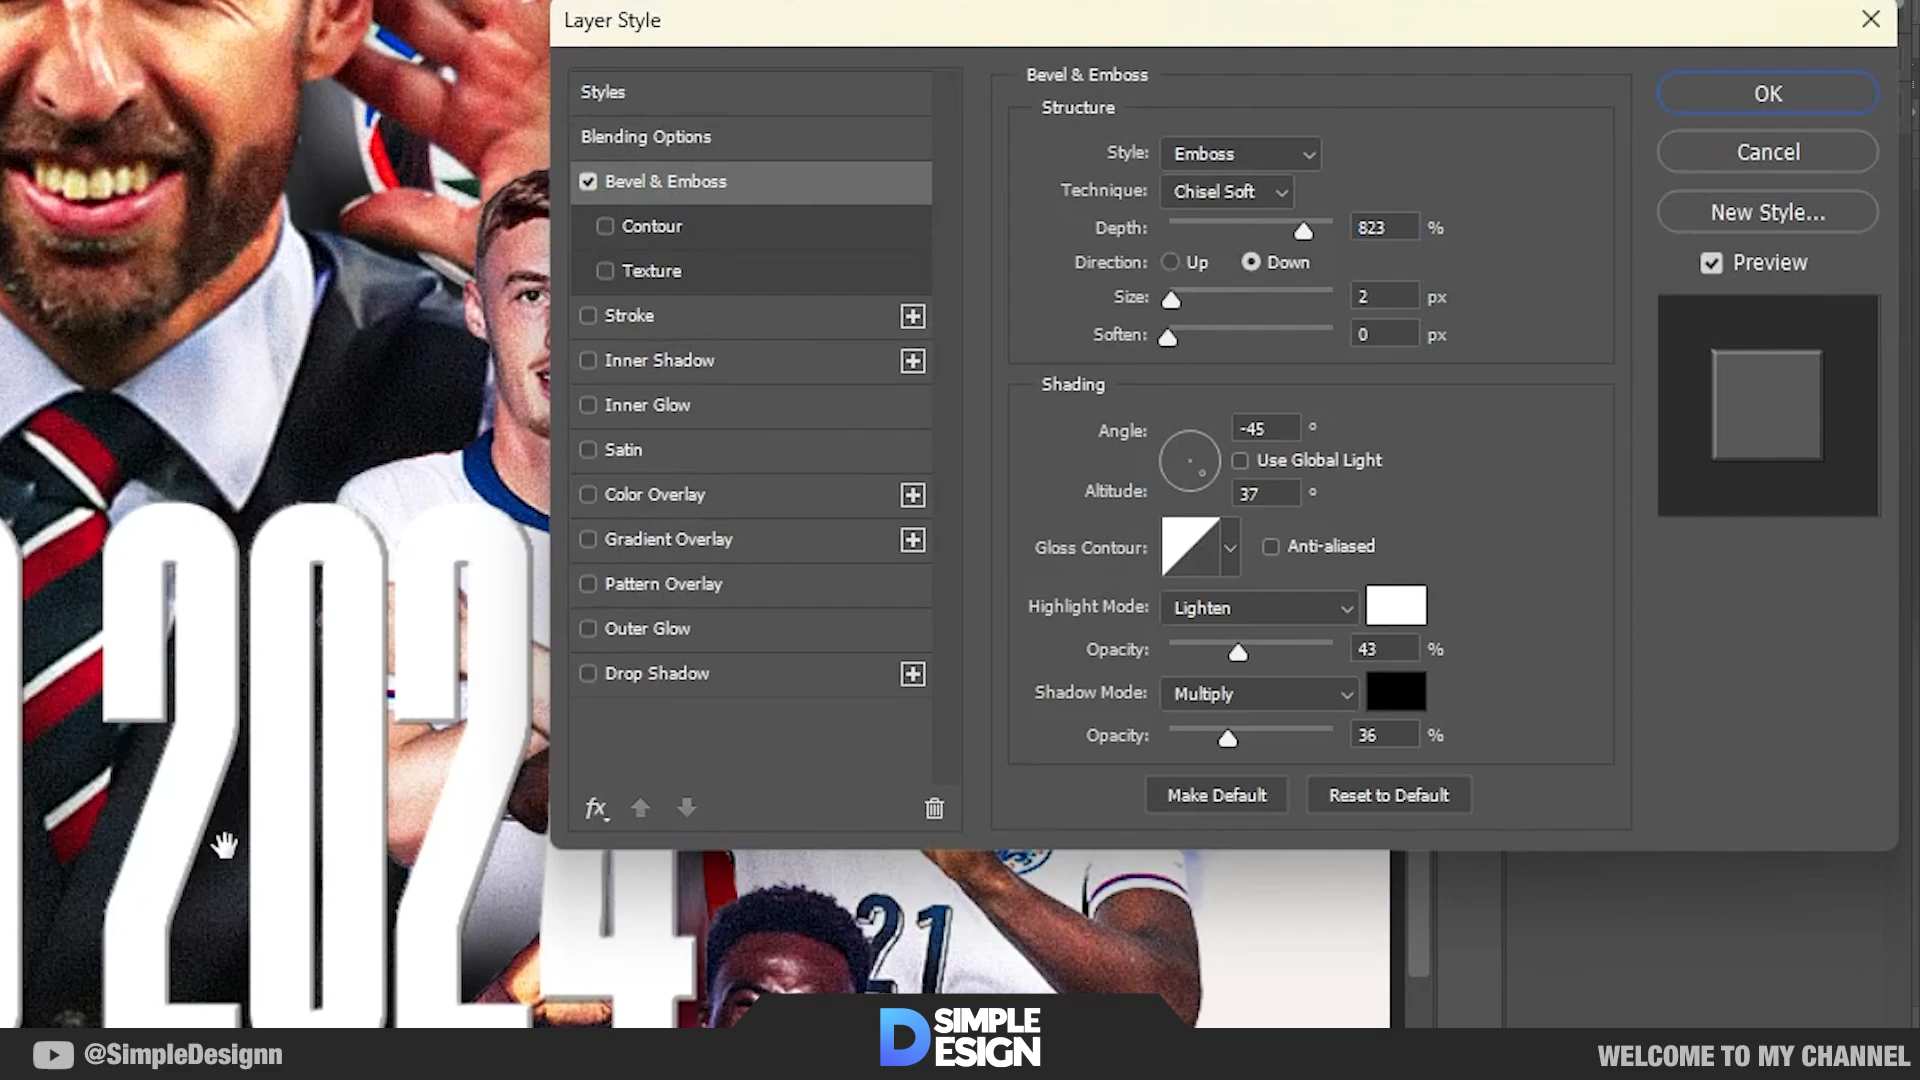 Layer Style
Styles
Blending Options
Bevel & Emboss
Contour
Texture
Stroke
Inner Shadow
Inner Glow
Satin
Color Overlay
Gradient Overlay
Pattern Overlay
Outer Glow
Drop Shadow
fx
Bevel & Emboss
Structure
Style: Emboss
Technique: Chisel Soft
Depth: 823 %
Direction: Up Down
Size: 2 px
Soften: 0 px
Shading
Angle: -45 °
Use Global Light
Altitude: 37 °
Gloss Contour: Anti-aliased
Highlight Mode: Lighten
Opacity: 43 %
Shadow Mode: Multiply
Opacity: 36 %
Make Default Reset to Default
OK
Cancel
New Style...
Preview
2024
21
@SimpleDesignn
D SIMPLE
ESIGN
WELCOME TO MY CHANNEL